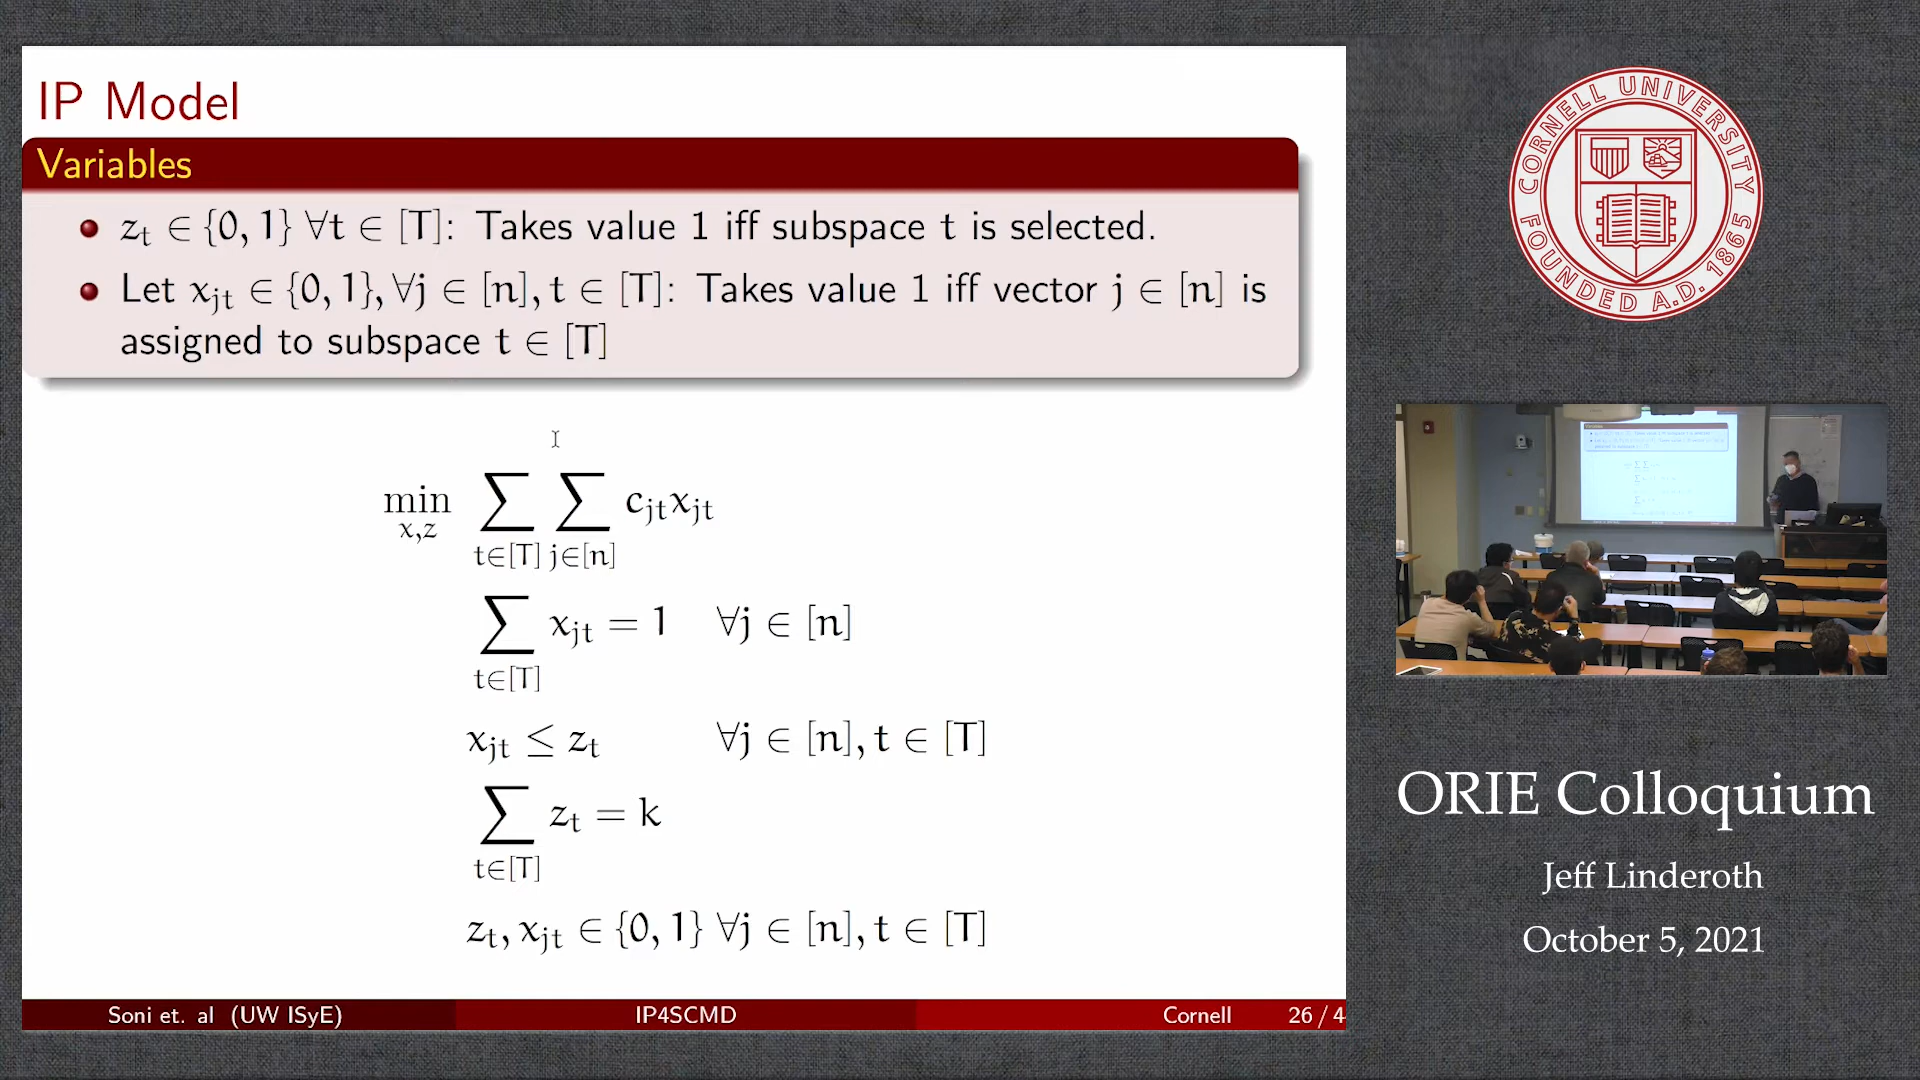 IP Model
Variables
z_t ∈ {0, 1} ∀t ∈ [T]: Takes value 1 iff subspace t is selected.
Let x_jt ∈ {0, 1}, ∀j ∈ [n], t ∈ [T]: Takes value 1 iff vector j ∈ [n] is
assigned to subspace t ∈ [T]
min_{x,z} ∑_{t∈[T]} ∑_{j∈[n]} c_jt x_jt
∑_{t∈[T]} x_jt = 1 ∀j ∈ [n]
x_jt ≤ z_t ∀j ∈ [n], t ∈ [T]
∑_{t∈[T]} z_t = k
z_t, x_jt ∈ {0, 1} ∀j ∈ [n], t ∈ [T]
Soni et. al (UW ISyE) IP4SCMD Cornell 26 / 4
CORNELL UNIVERSITY
FOUNDED A.D. 1865
ORIE Colloquium
Jeff Linderoth
October 5, 2021